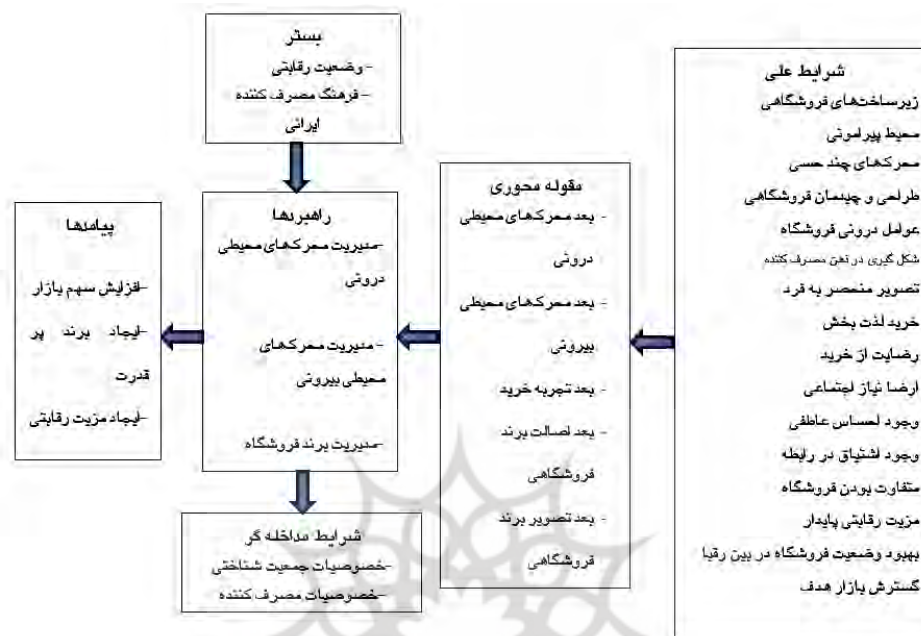 بستر
-وضعیت رقابتی
-فرهنگ مصرف کننده
ایرانی
شرایط علی
زیرساخت‌های فروشگاهی
محیط پیرامونی
محرک‌های چند حسی
طراحی و چیدمان فروشگاهی
عوامل درونی فروشگاه
شکل گیری در ذهن مصرف کننده
تصویر منحصر به فرد
خرید لذت بخش
رضایت از خرید
ارضا نیاز اجتماعی
وجود احساس عاطفی
وجود اشتیاق در رابطه
متفاوت بودن فروشگاه
مزیت رقابتی پایدار
بهبود وضعیت فروشگاه در بین رقبا
گسترش بازار هدف
مقوله محوری
- بعد محرک‌های محیطی
درونی
- بعد محرک‌های محیطی
بیرونی
- بعد تجربه خرید
- بعد اصالت برند
فروشگاهی
- بعد تصویر برند
فروشگاهی
راهبردها
-مدیریت محرک‌های محیطی
درونی
-مدیریت محرک‌های
محیطی بیرونی
-مدیریت برند فروشگاه
پیامدها
-افزایش سهم بازار
-ایجاد برند پر
قدرت
-ایجاد مزیت رقابتی
شرایط مداخله گر
-خصوصیات جمعیت شناختی
-خصوصیات مصرف کننده